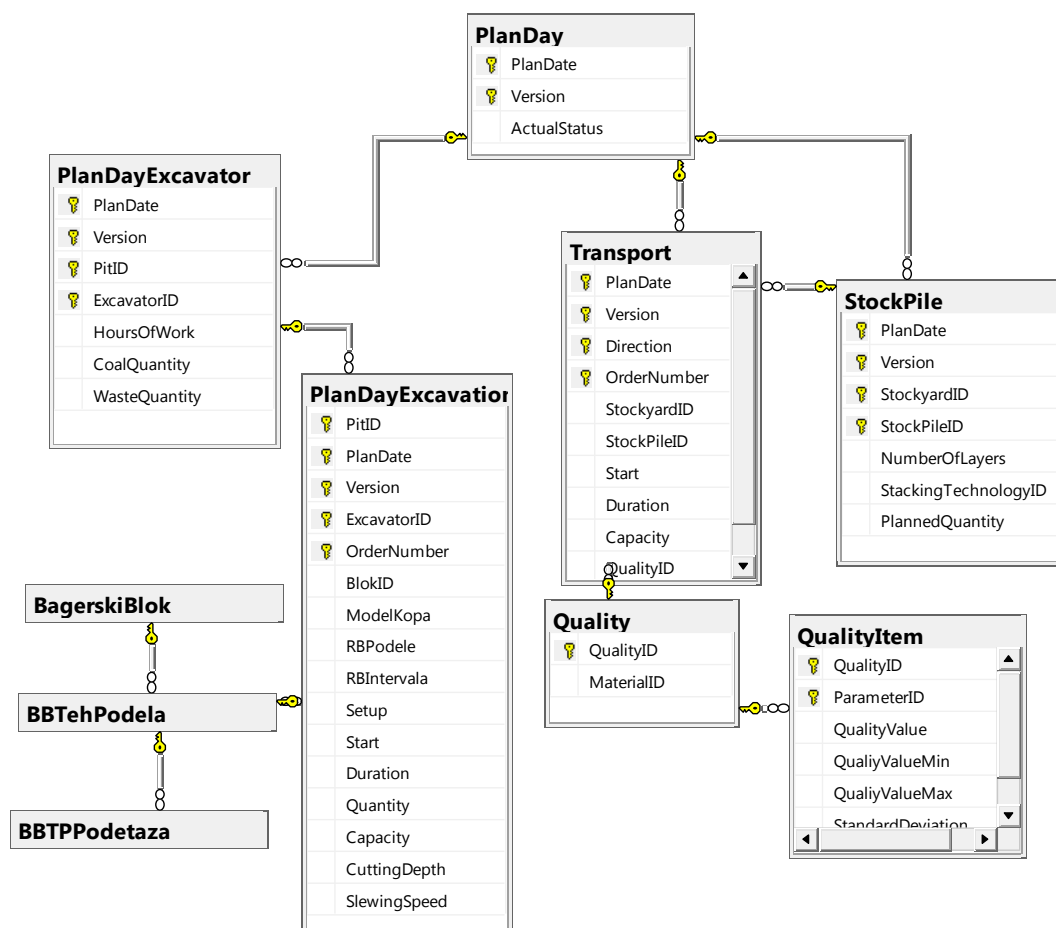 PlanDay
PlanDate
Version
ActualStatus
PlanDayExcavator
PlanDate
Version
PitID
ExcavatorID
HoursOfWork
CoalQuantity
WasteQuantity
Transport
PlanDate
Version
Direction
OrderNumber
StockyardID
StockPileID
Start
Duration
Capacity
QualityID
StockPile
PlanDate
Version
StockyardID
StockPileID
NumberOfLayers
StackingTechnologyID
PlannedQuantity
PlanDayExcavation
PitID
PlanDate
Version
ExcavatorID
OrderNumber
BlokID
ModelKopa
RBPodele
RBIntervala
Setup
Start
Duration
Quantity
Capacity
CuttingDepth
SlewingSpeed
BagerskiBlok
BBTehPodela
BBTPPodetaza
Quality
QualityID
MaterialID
QualityItem
QualityID
ParameterID
QualityValue
QualiyValueMin
QualiyValueMax
StandardDeviation